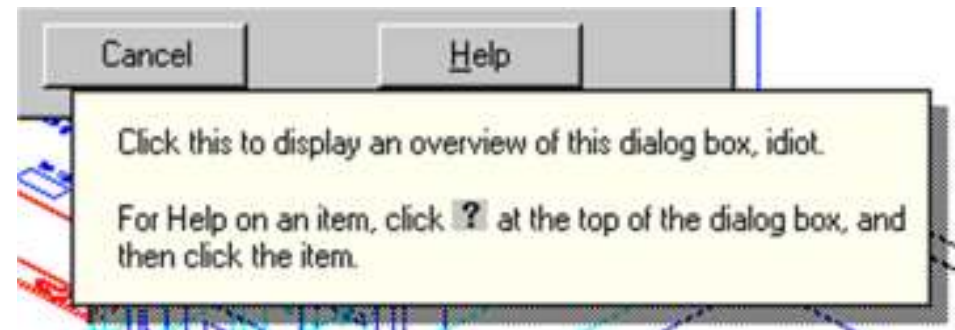 Cancel Help
Click this to display an overview of this dialog box, idiot.
For Help on an item, click ? at the top of the dialog box, and
then click the item.